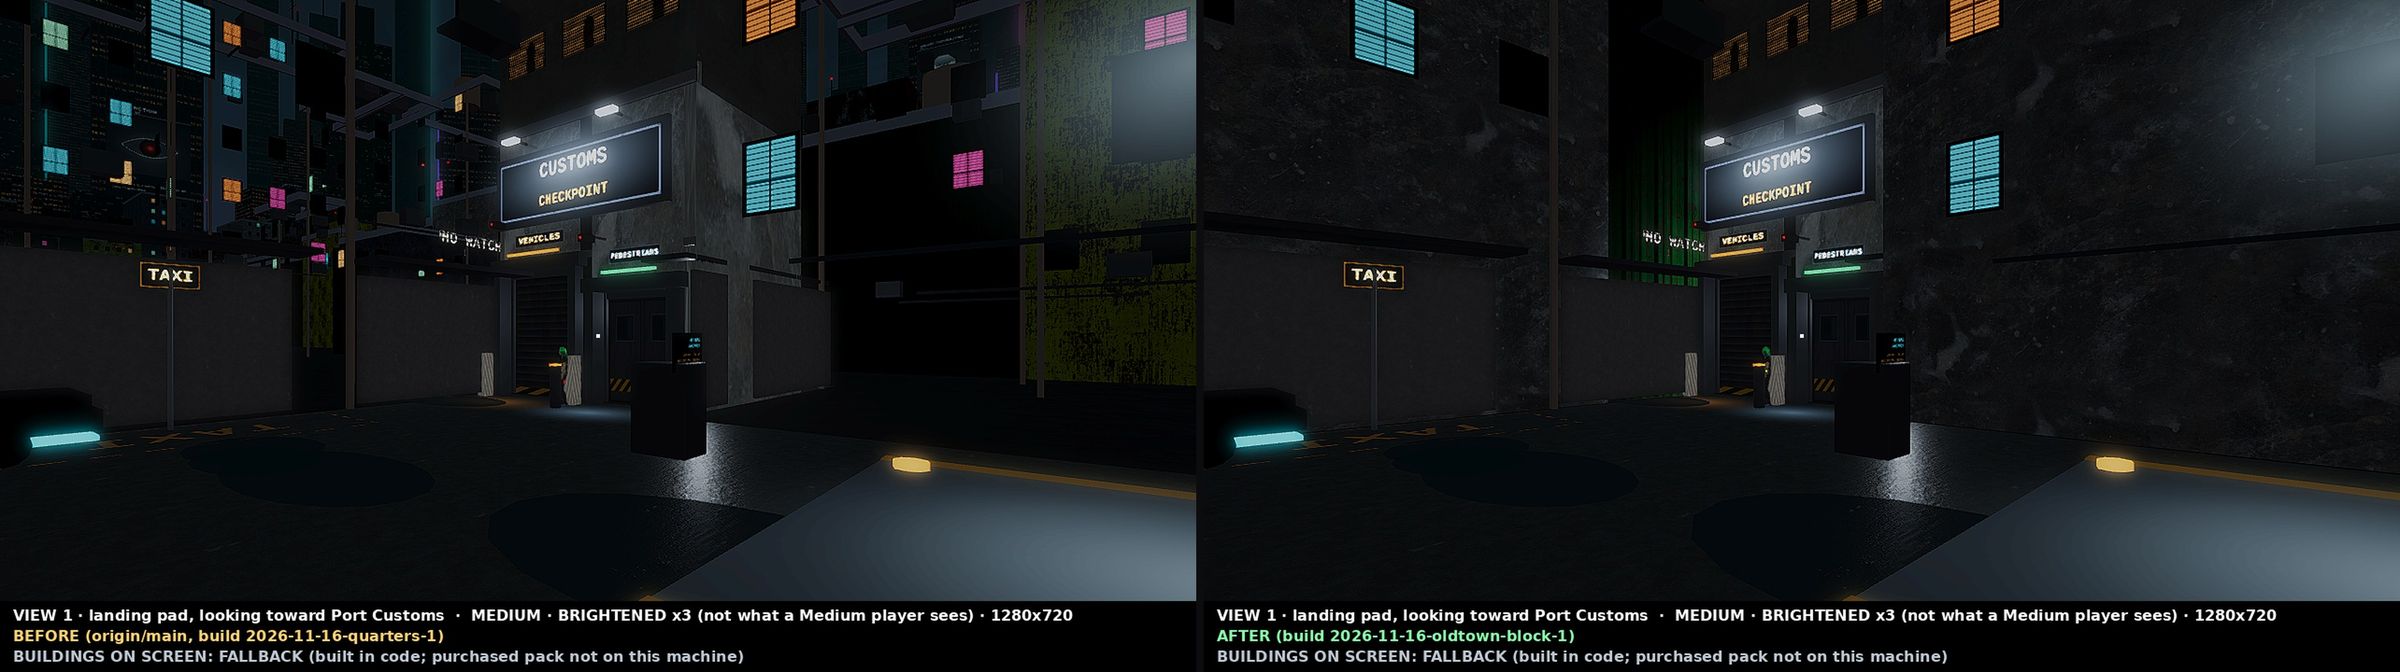 CUSTOMS
CHECKPOINT
VEHICLES
PEDESTRIANS
TAXI
TAXI
VIEW 1 · landing pad, looking toward Port Customs · MEDIUM · BRIGHTENED x3 (not what a Medium player sees) · 1280x720
BEFORE (origin/main, build 2026-11-16-quarters-1)
BUILDINGS ON SCREEN: FALLBACK (built in code; purchased pack not on this machine)
CUSTOMS
CHECKPOINT
VEHICLES
PEDESTRIANS
TAXI
TAXI
VIEW 1 · landing pad, looking toward Port Customs · MEDIUM · BRIGHTENED x3 (not what a Medium player sees) · 1280x720
AFTER (build 2026-11-16-oldtown-block-1)
BUILDINGS ON SCREEN: FALLBACK (built in code; purchased pack not on this machine)